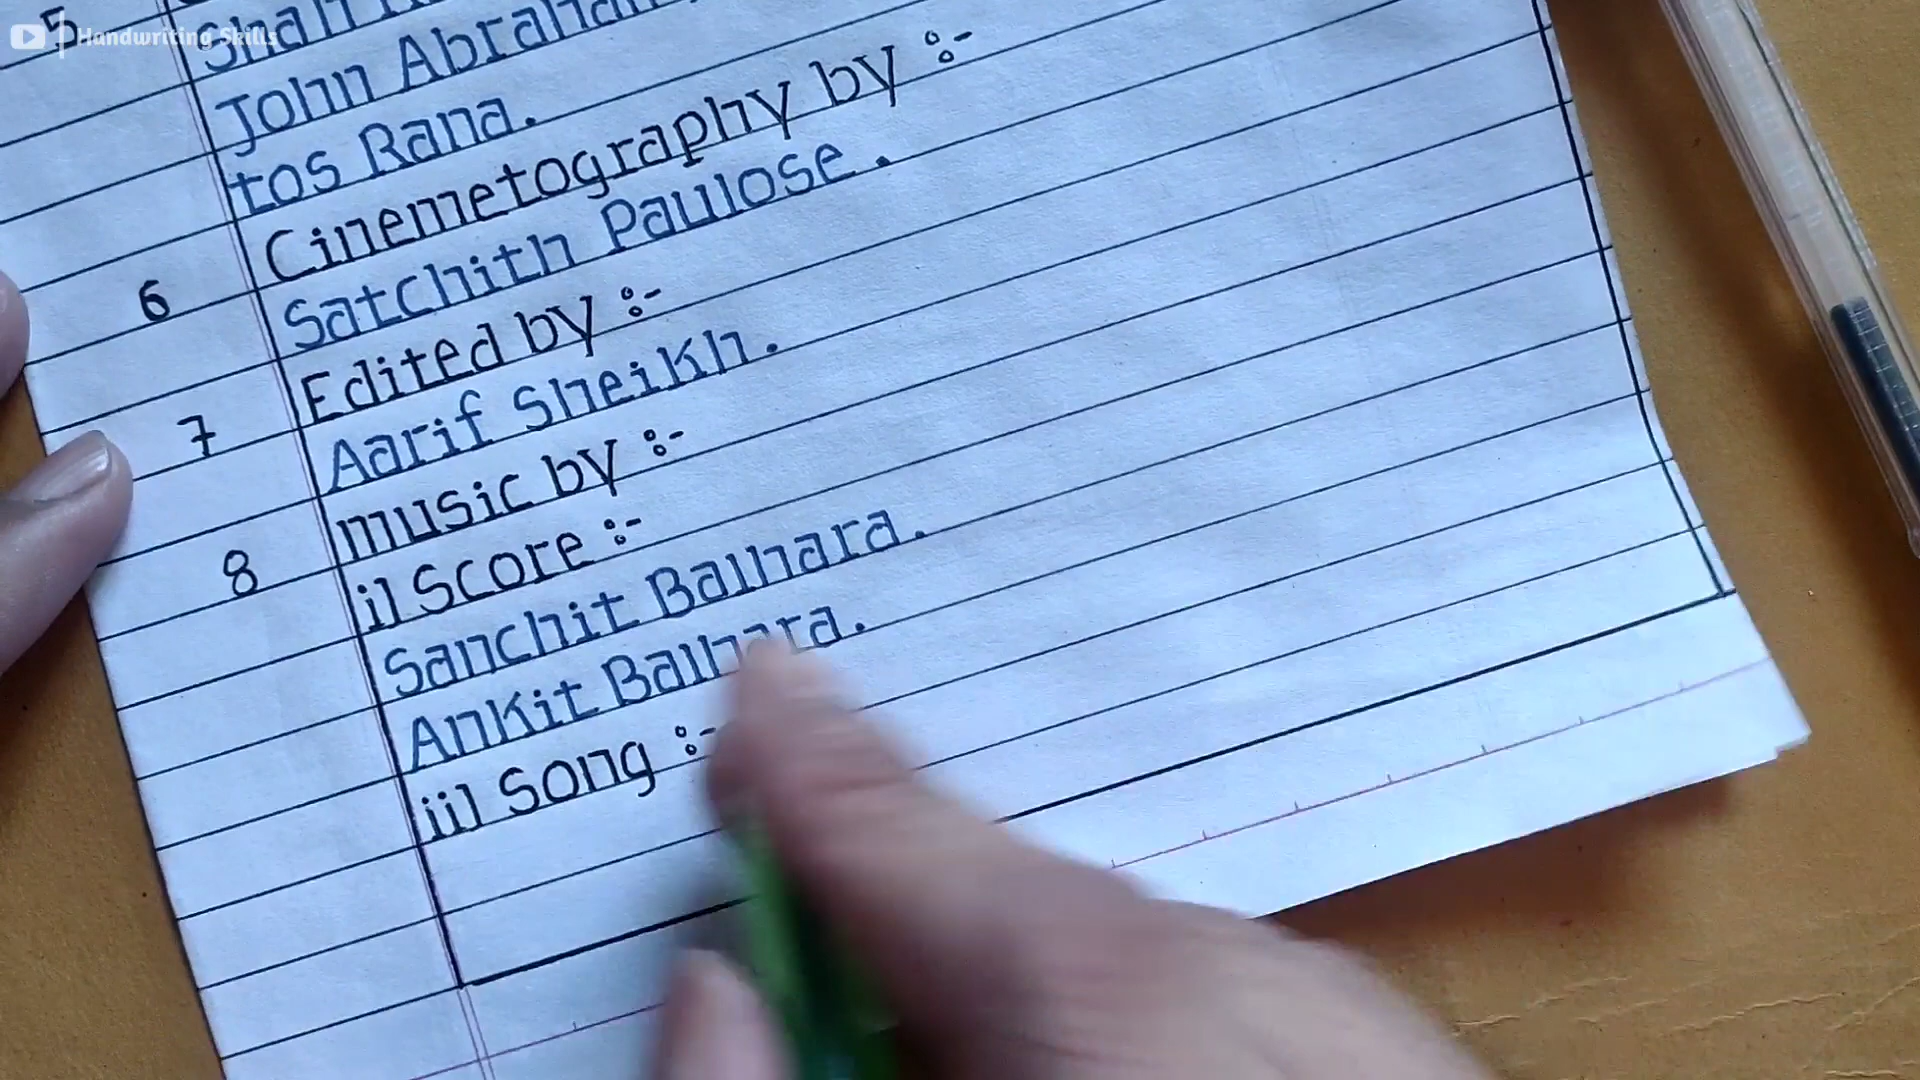 Handwriting Skills
5
John Abraham
tos Rana.
6 Cinemetography by :-
Satchith Paulose.
7 Edited by :-
Aarif Sheikh.
8 music by :-
i) Score :-
Sanchit Balhara.
Ankit Balhara.
ii) Song :-